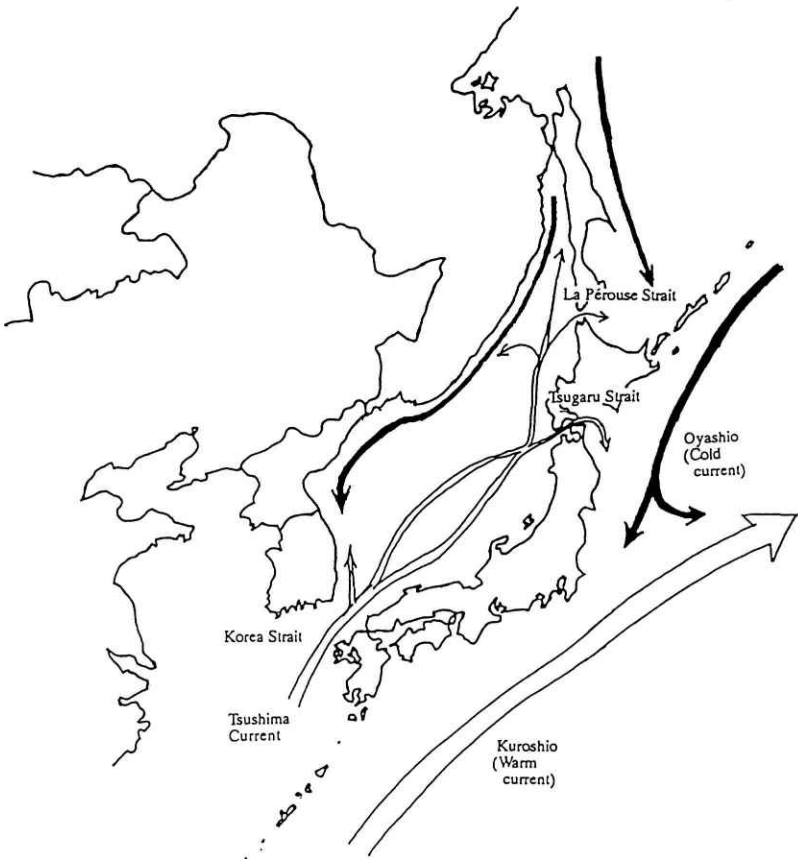 La Pérouse Strait
Tsugaru Strait
Oyashio
(Cold
current)
Korea Strait
Tsushima
Current
Kuroshio
(Warm
current)